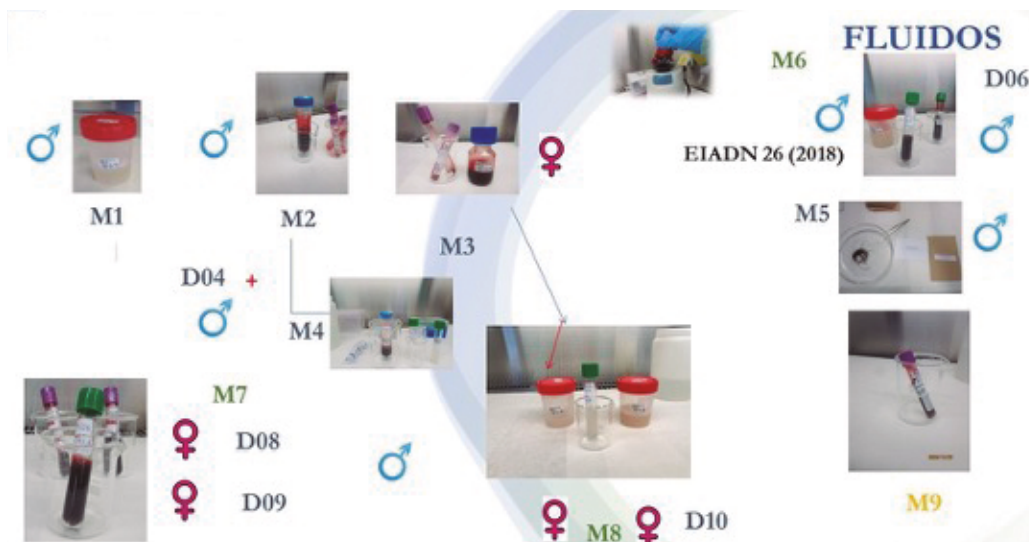 FLUIDOS
M6
D06
EIADN 26 (2018)
M1
M2
M3
M5
D04 +
M4
M7
D08
D09
M8
D10
M9